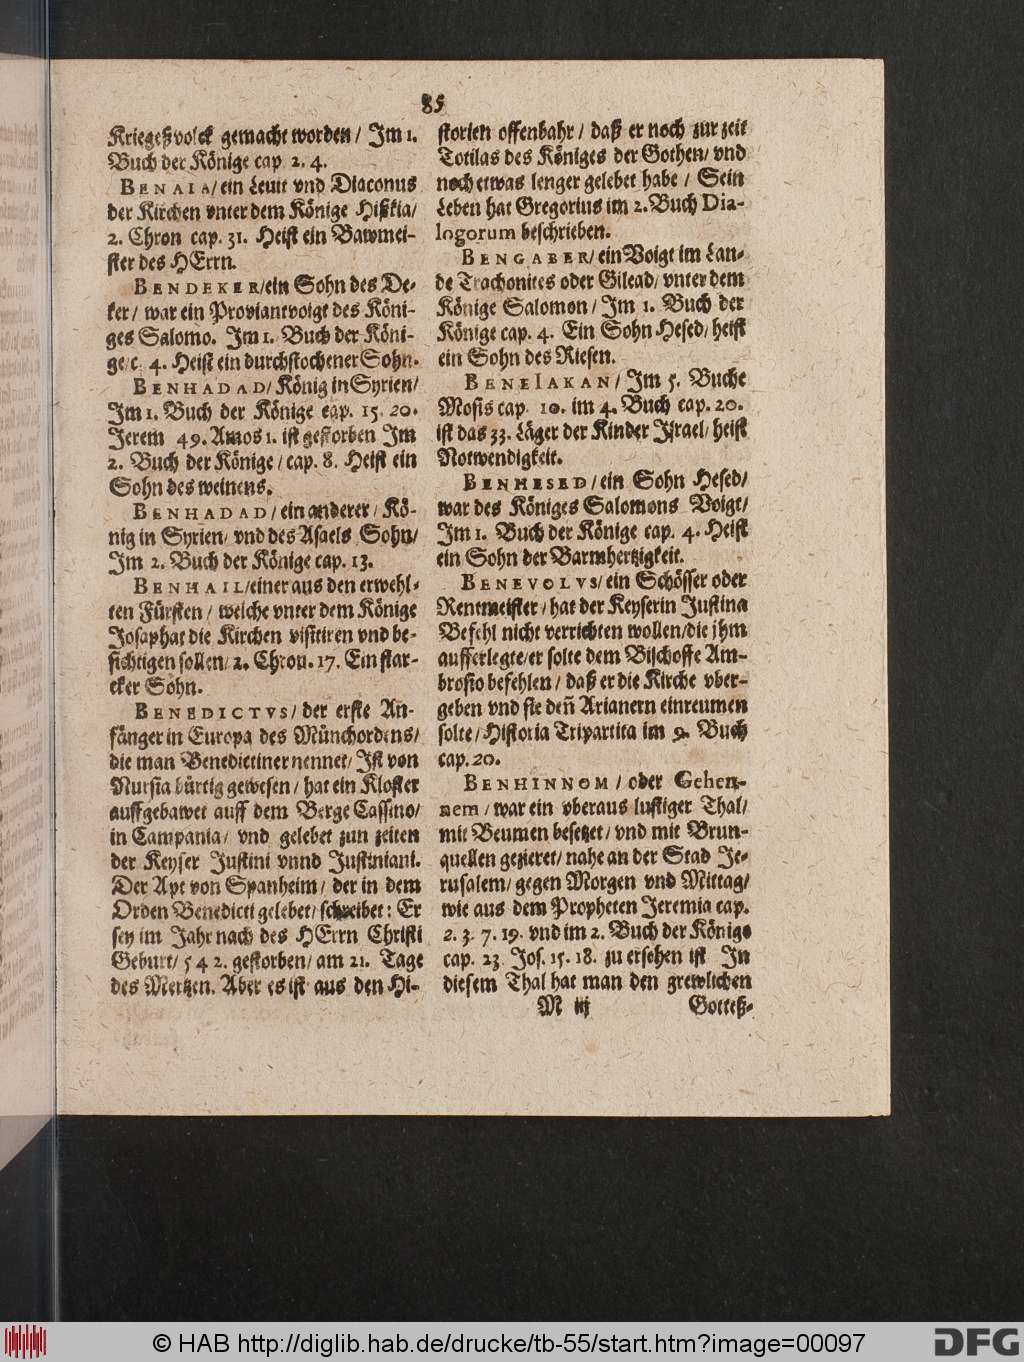 85
Kriegeßvolck gemacht worden / Im 1.
Buch der Könige cap. 2. 4.
BENAIA / ein Levit vnd Diaconus
der Kirchen vnter dem Könige Hißkia /
2. Chron cap. 31. Heist ein Bawmei-
ster des HErrn.
BENDEKER / ein Sohn des De-
ker / war ein Proviantvoigt des Köni-
ges Salomo. Im 1. Buch der Köni-
ge / c. 4. Heist ein durchstochener Sohn.
BENHADAD / König in Syrien /
Im 1. Buch der Könige cap. 15. 20.
Jerem 49. Amos 1. ist gestorben Im
2. Buch der Könige / cap. 8. Heist ein
Sohn des weinens.
BENHADAD / ein anderer / Kö-
nig in Syrien / vnd des Asaels Sohn /
Im 2. Buch der Könige cap. 13.
BENHAIL / einer aus den erwehl-
ten Fürsten / welche vnter dem Könige
Josaphat die Kirchen visitiren vnd be-
sichtigen sollen / 2. Chron. 17. Ein star-
cker Sohn.
BENEDICTVS / der erste An-
fänger in Europa des Münchordens /
die man Benedictiner nennet / Ist von
Nursia bürtig gewesen / hat ein Kloster
auffgebawet auff dem Berge Cassino /
in Campania / vnd gelebet zun zeiten
der Keyser Justini vnnd Justiniani.
Der Apt von Spanheim / der in dem
Orden Benedicti gelebet / schreibet: Er
sey im Jahr nach des HErrn Christi
Geburt / 542. gestorben / am 21. Tage
des Mertzen. Aber es ist aus den Hi-
storien offenbahr / daß er noch zur zeit
Totilas des Königes der Gothen / vnd
noch etwas lenger gelebet habe / Sein
Leben hat Gregorius im 2. Buch Dia-
logorum beschrieben.
BENGABER / ein Voigt im Lan-
de Trachonites oder Gilead / vnter dem
Könige Salomon / Im 1. Buch der
Könige cap. 4. Ein Sohn Hesed / heist
ein Sohn des Riesen.
BENEIAKAN / Im 5. Buche
Mosis cap. 10. im 4. Buch cap. 20.
ist das 33. Läger der Kinder Israel / heist
Notwendigkeit.
BENHESED / ein Sohn Hesed /
war des Königes Salomons Voigt /
Im 1. Buch der Könige cap. 4. Heist
ein Sohn der Barmhertzigkeit.
BENEVOLVS / ein Schösser oder
Rentmeister / hat der Keyserin Justina
Befehl nicht verrichten wollen / die jhm
aufferlegte / er solte dem Bischoffe Am-
brosio befehlen / daß er die Kirche vber-
geben vnd sie den̄ Arianern einreumen
solte / Historia Tripartita im 9. Buch
cap. 20.
BENHINNOM / oder Gehen-
nem / war ein vberaus lustiger Thal /
mit Beumen besetzet / vnd mit Brun-
quellen gezieret / nahe an der Stad Je-
rusalem / gegen Morgen vnd Mittag /
wie aus dem Propheten Jeremia cap.
2. 3. 7. 19. vnd im 2. Buch der Könige
cap. 23. Jos. 15. 18. zu ersehen ist In
diesem Thal hat man den grewlichen
M iij Gotteß-
© HAB http://diglib.hab.de/drucke/tb-55/start.htm?image=00097
DFG